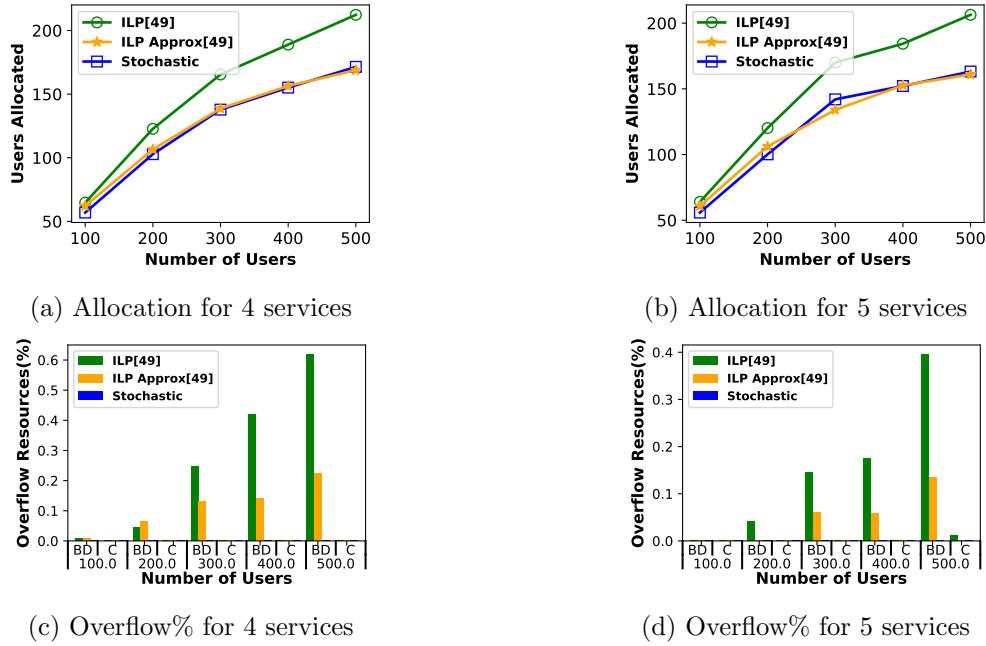 200
150
100
50
Users Allocated
ILP[49]
ILP Approx[49]
Stochastic
100 200 300 400 500
Number of Users
(a) Allocation for 4 services
200
150
100
50
Users Allocated
ILP[49]
ILP Approx[49]
Stochastic
100 200 300 400 500
Number of Users
(b) Allocation for 5 services
0.6
0.5
0.4
0.3
0.2
0.1
0.0
Overflow Resources(%)
ILP[49]
ILP Approx[49]
Stochastic
BD C BD C BD C BD C BD C
100.0 200.0 300.0 400.0 500.0
Number of Users
(c) Overflow% for 4 services
0.4
0.3
0.2
0.1
0.0
Overflow Resources(%)
ILP[49]
ILP Approx[49]
Stochastic
BD C BD C BD C BD C BD C
100.0 200.0 300.0 400.0 500.0
Number of Users
(d) Overflow% for 5 services